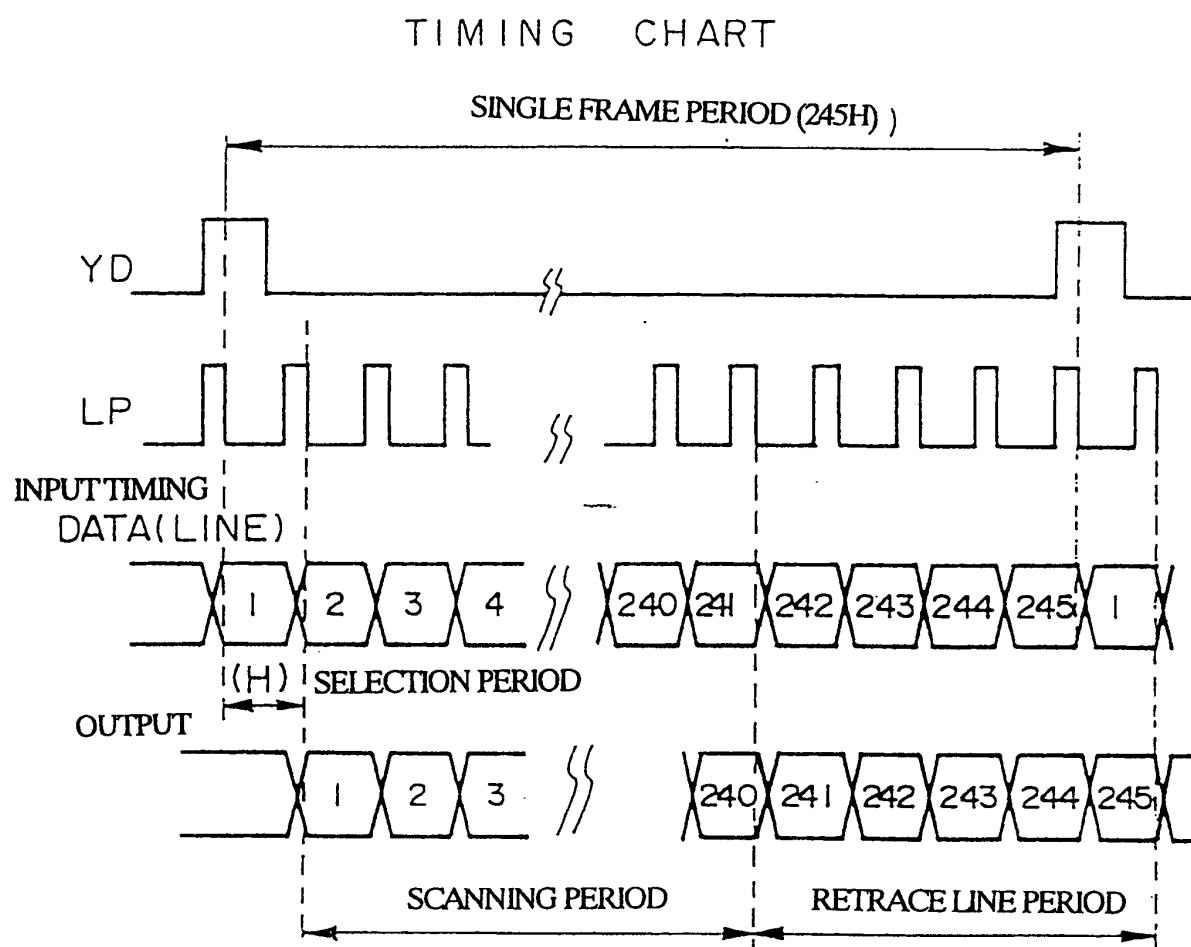 TIMING CHART
SINGLE FRAME PERIOD (245H) )
YD
LP
INPUT TIMING
DATA(LINE)
1 2 3 4 240 241 242 243 244 245 1
(H) SELECTION PERIOD
OUTPUT
1 2 3 240 241 242 243 244 245
SCANNING PERIOD RETRACE LINE PERIOD